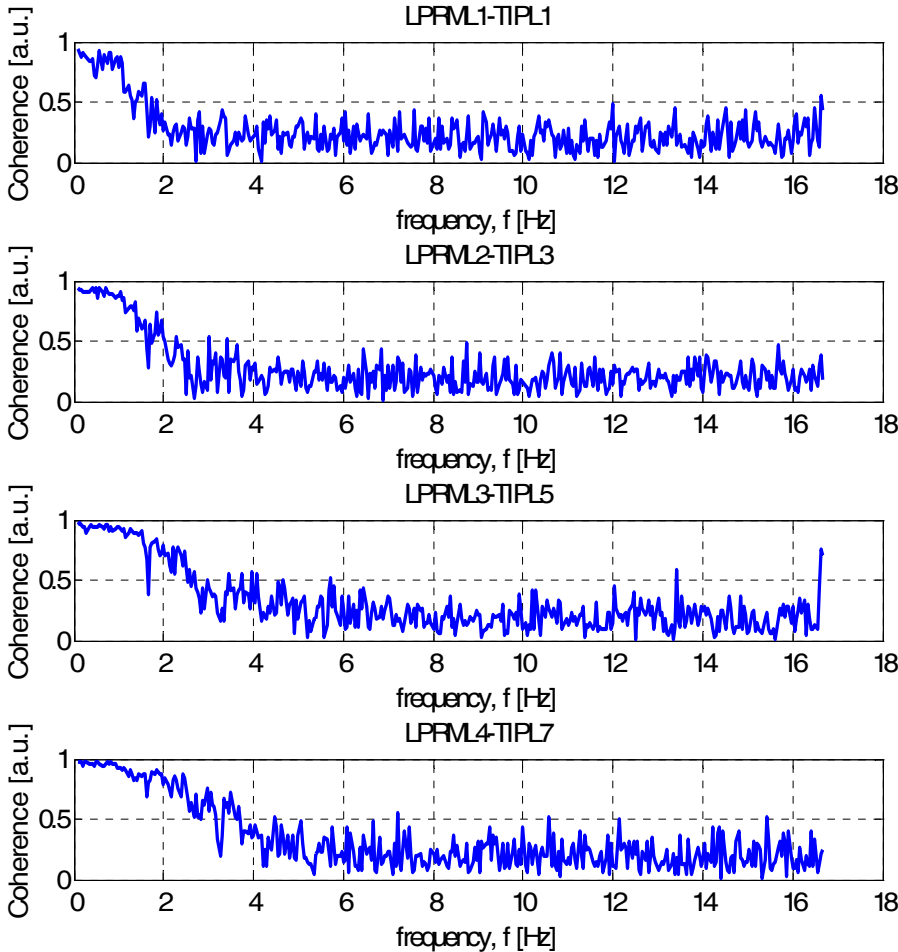 LPRML1-TIPL1
Coherence [a.u.]
1
0.5
0
0 2 4 6 8 10 12 14 16 18
frequency, f [Hz]
LPRML2-TIPL3
Coherence [a.u.]
1
0.5
0
0 2 4 6 8 10 12 14 16 18
frequency, f [Hz]
LPRML3-TIPL5
Coherence [a.u.]
1
0.5
0
0 2 4 6 8 10 12 14 16 18
frequency, f [Hz]
LPRML4-TIPL7
Coherence [a.u.]
1
0.5
0
0 2 4 6 8 10 12 14 16 18
frequency, f [Hz]